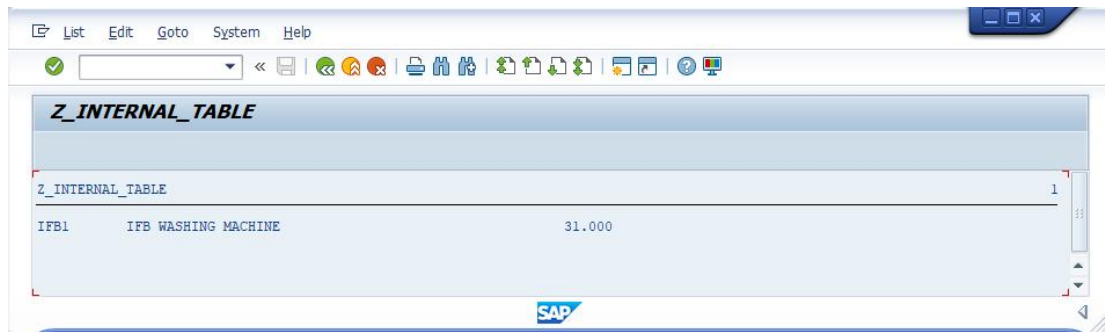 List Edit Goto System Help
Z_INTERNAL_TABLE
Z_INTERNAL_TABLE 1
IFB1 IFB WASHING MACHINE 31.000
SAP